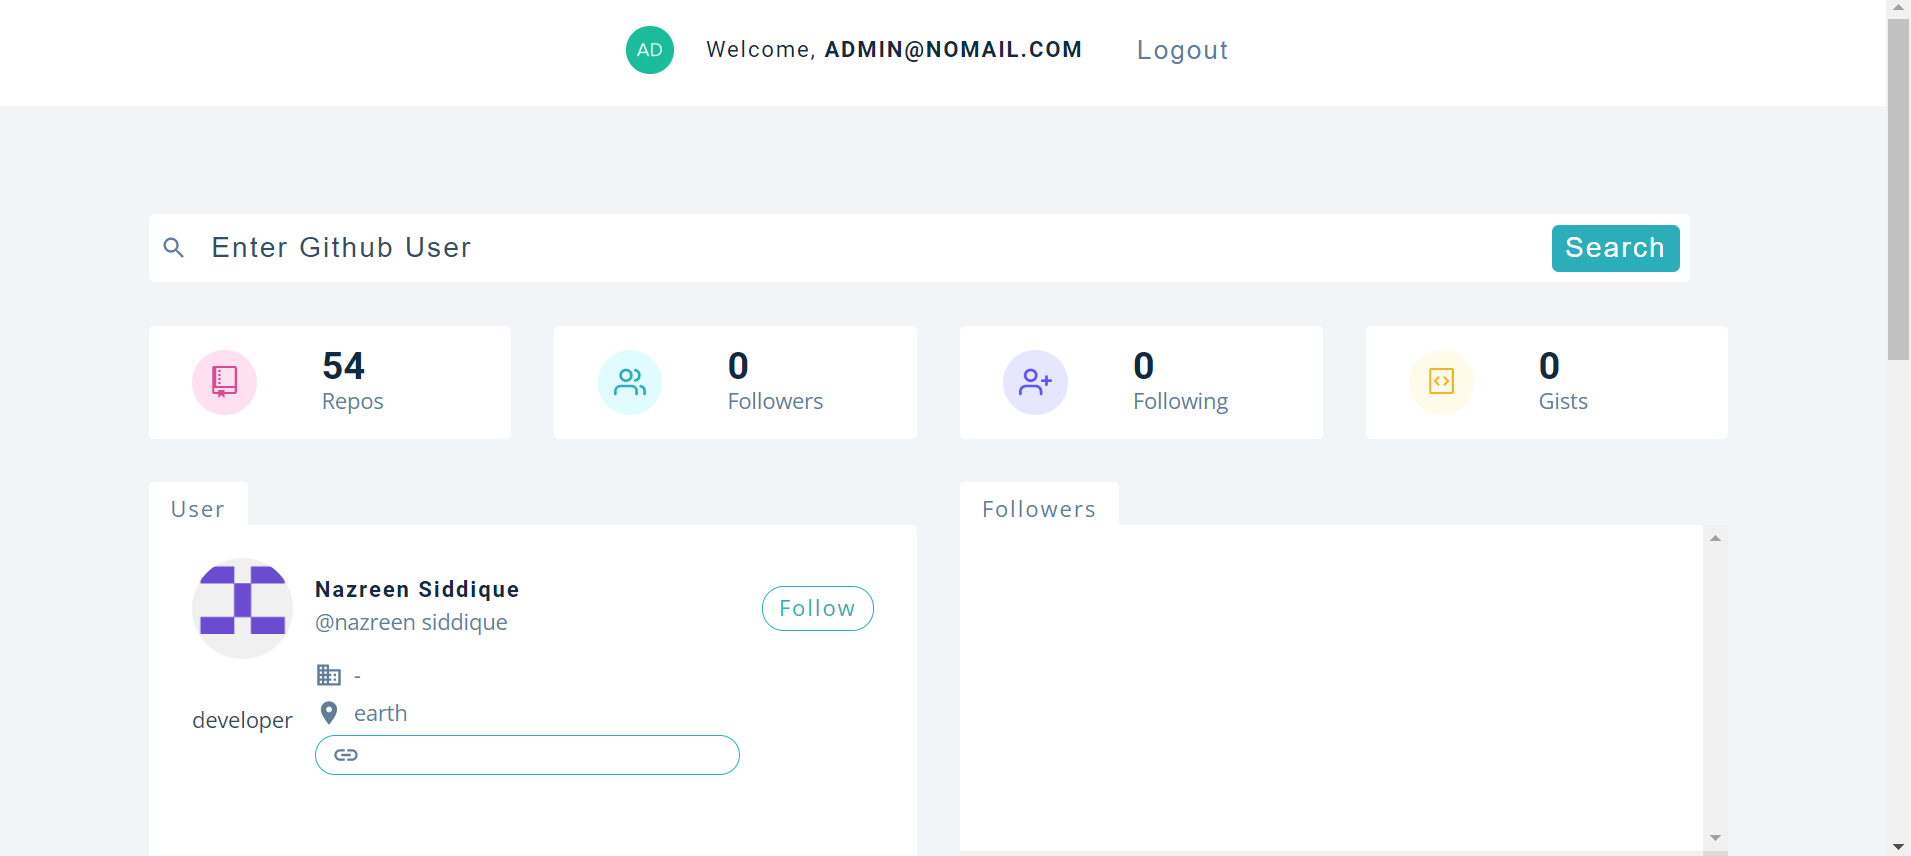 AD Welcome, ADMIN@NOMAIL.COM Logout
Enter Github User Search
54
Repos
0
Followers
0
Following
0
Gists
User
Nazreen Siddique
@nazreen siddique
Follow
-
developer
earth
Followers